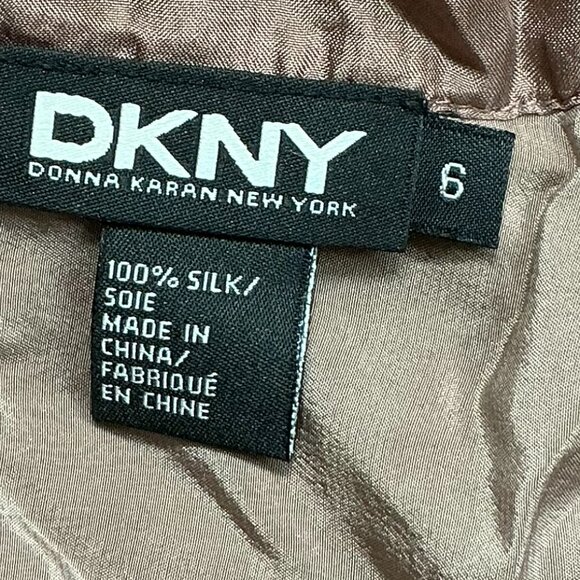 DKNY
DONNA KARAN NEW YORK
6
100% SILK/
SOIE
MADE IN
CHINA/
FABRIQUÉ
EN CHINE